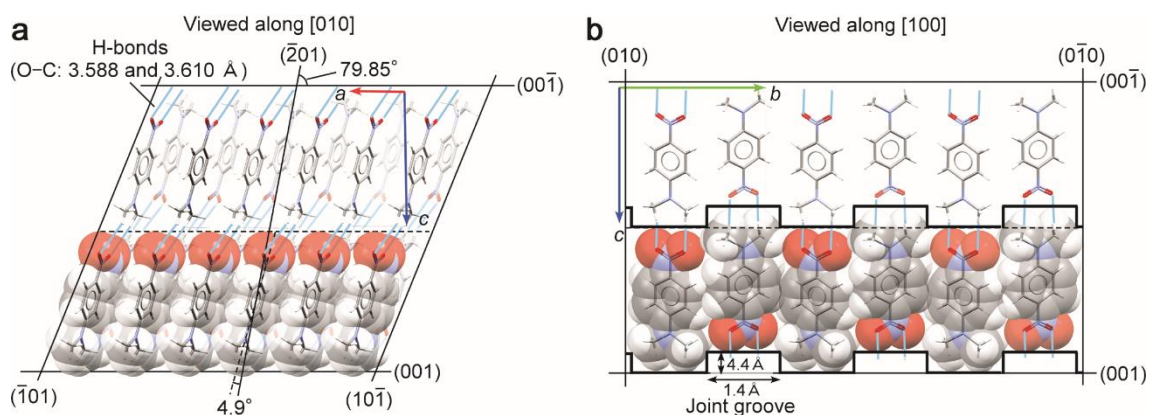 a
Viewed along [010]
H-bonds
(O–C: 3.588 and 3.610 Å)
(2̄01)
79.85°
(001̄)
a
c
(1̄01)
4.9°
(101̄)
(001)
b
Viewed along [100]
(010)
(01̄0)
(001̄)
b
c
4.4 Å
1.4 Å
Joint groove
(001)